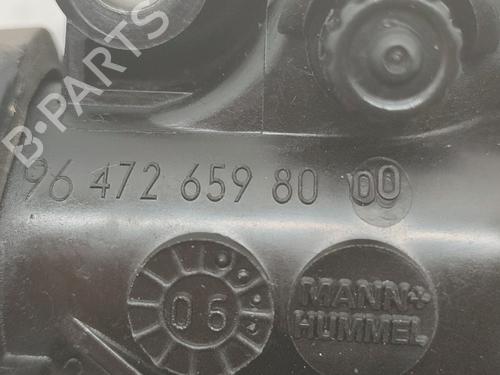 B-PARTS
96 472 659 80 00
06
MANN+
HUMMEL